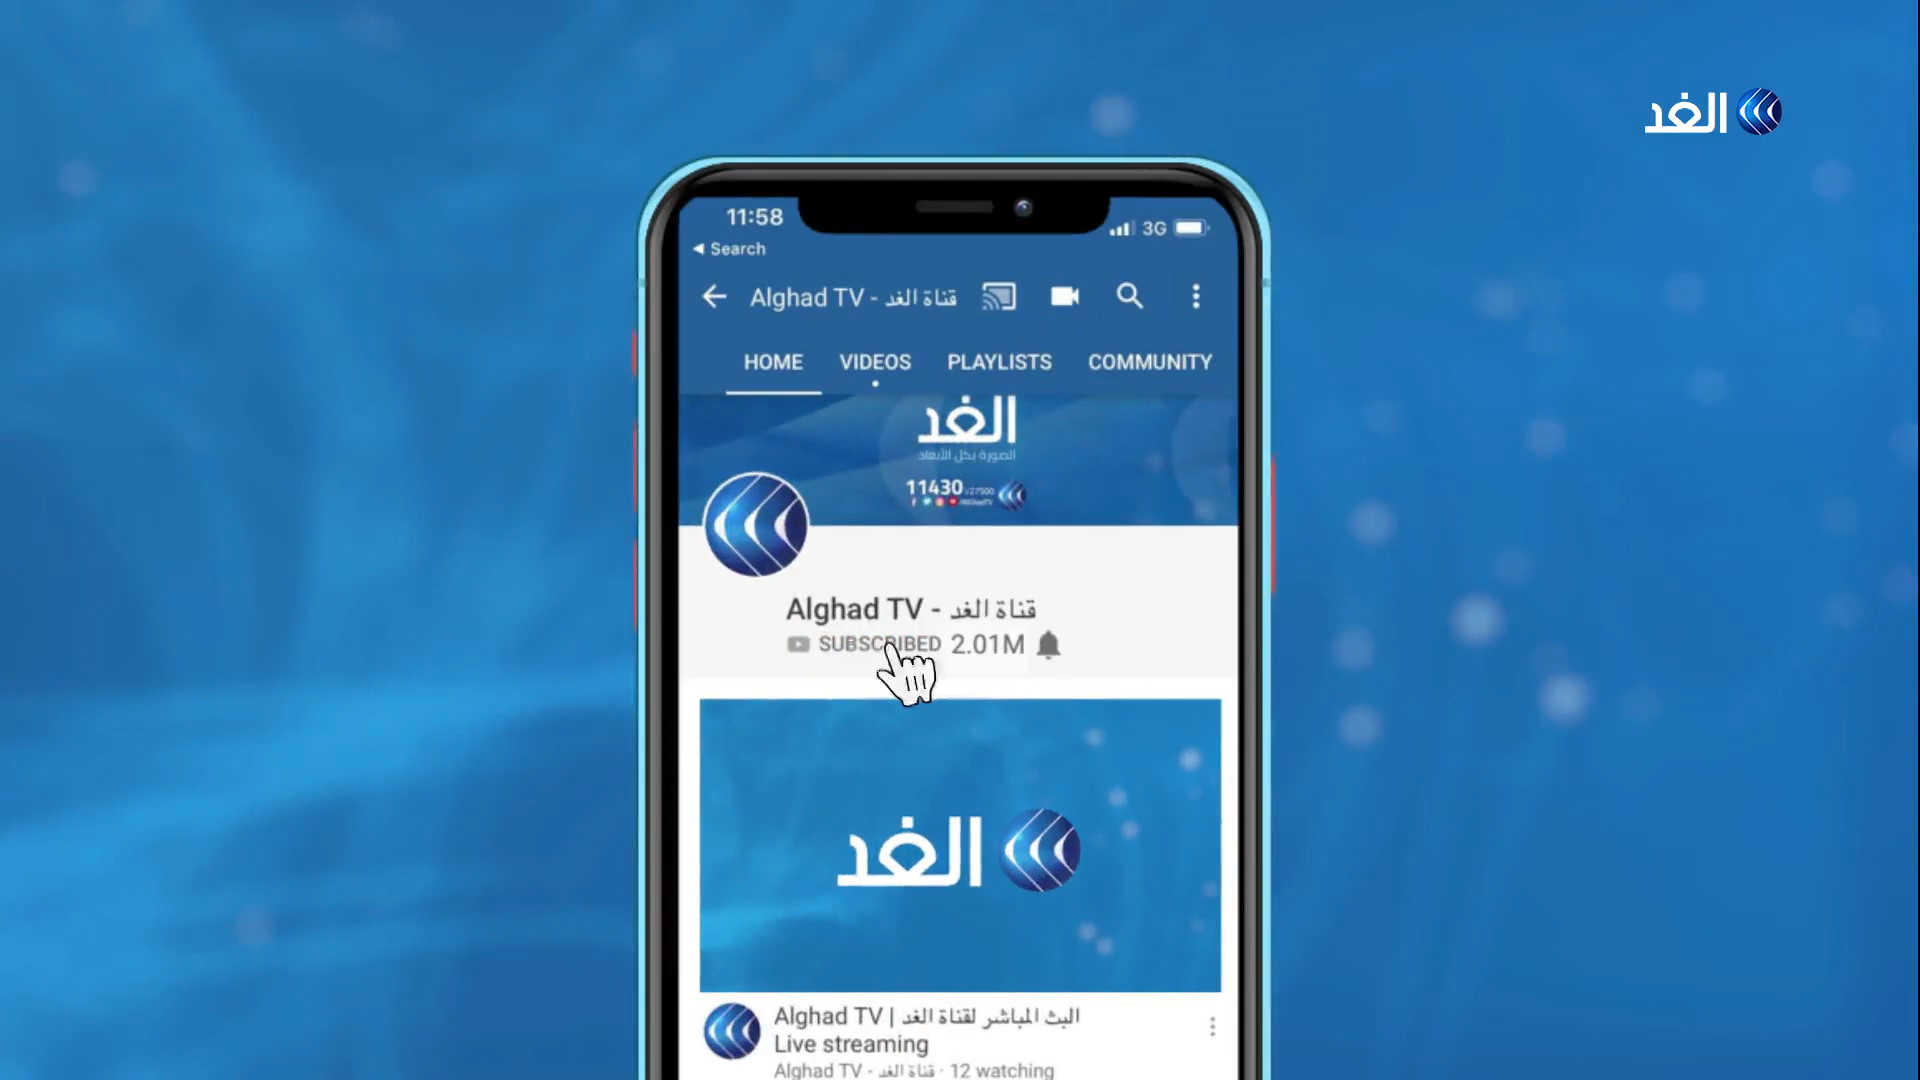 الغد
11:58
3G
Search
Alghad TV - قناة الغد
HOME VIDEOS PLAYLISTS COMMUNITY
الغد
الصورة بكل الأبعاد
11430
27500
Alghad TV - قناة الغد
SUBSCRIBED 2.01M
الغد
Alghad TV | البث المباشر لقناة الغد
Live streaming
Alghad TV - قناة الغد · 12 watching